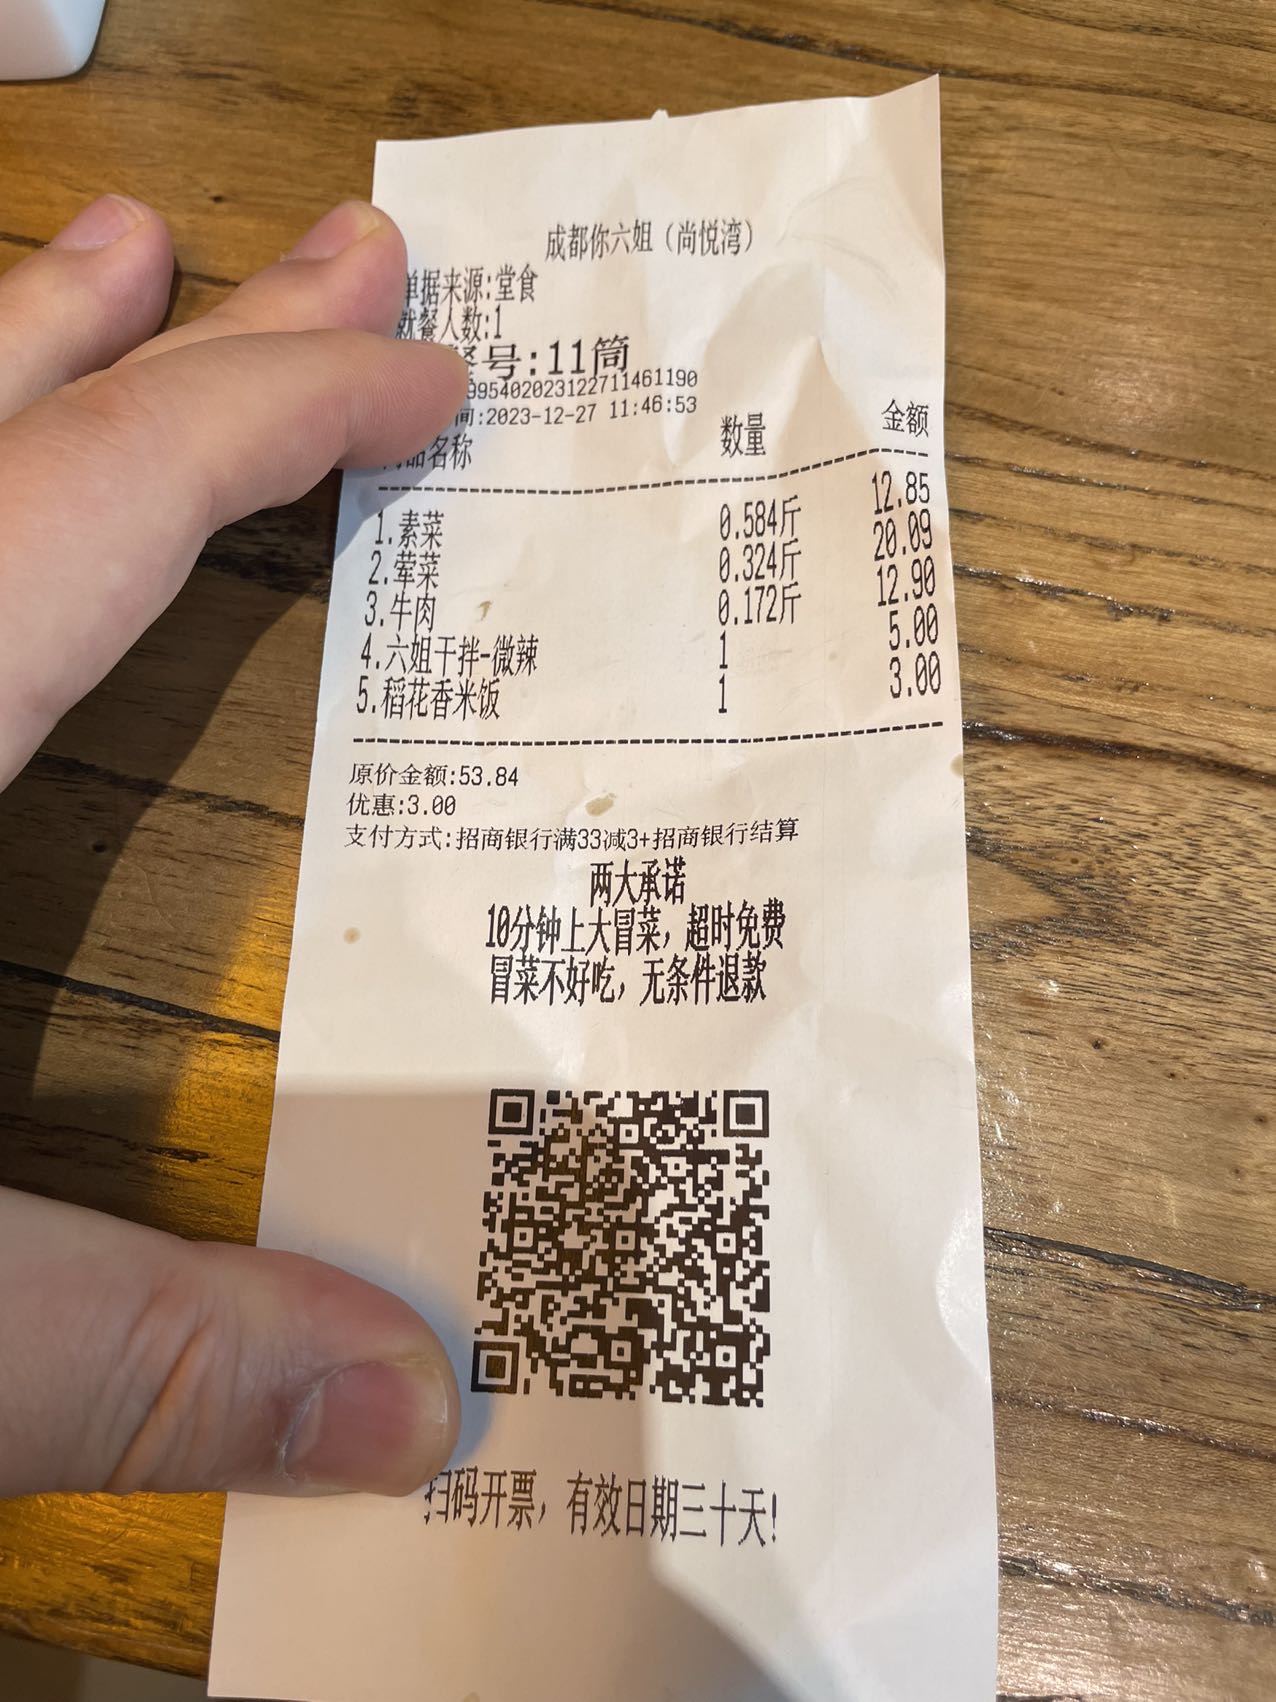 成都你六姐（尚悦湾）
单据来源:堂食
就餐人数:1
餐号:11筒
995402023122711461190
间:2023-12-27 11:46:53
商品名称 数量 金额
1.素菜 0.584斤 12.85
2.荤菜 0.324斤 20.09
3.牛肉 0.172斤 12.90
4.六姐干拌-微辣 1 5.00
5.稻花香米饭 1 3.00
原价金额:53.84
优惠:3.00
支付方式:招商银行满33减3+招商银行结算
两大承诺
10分钟上大冒菜，超时免费
冒菜不好吃，无条件退款
扫码开票，有效日期三十天!